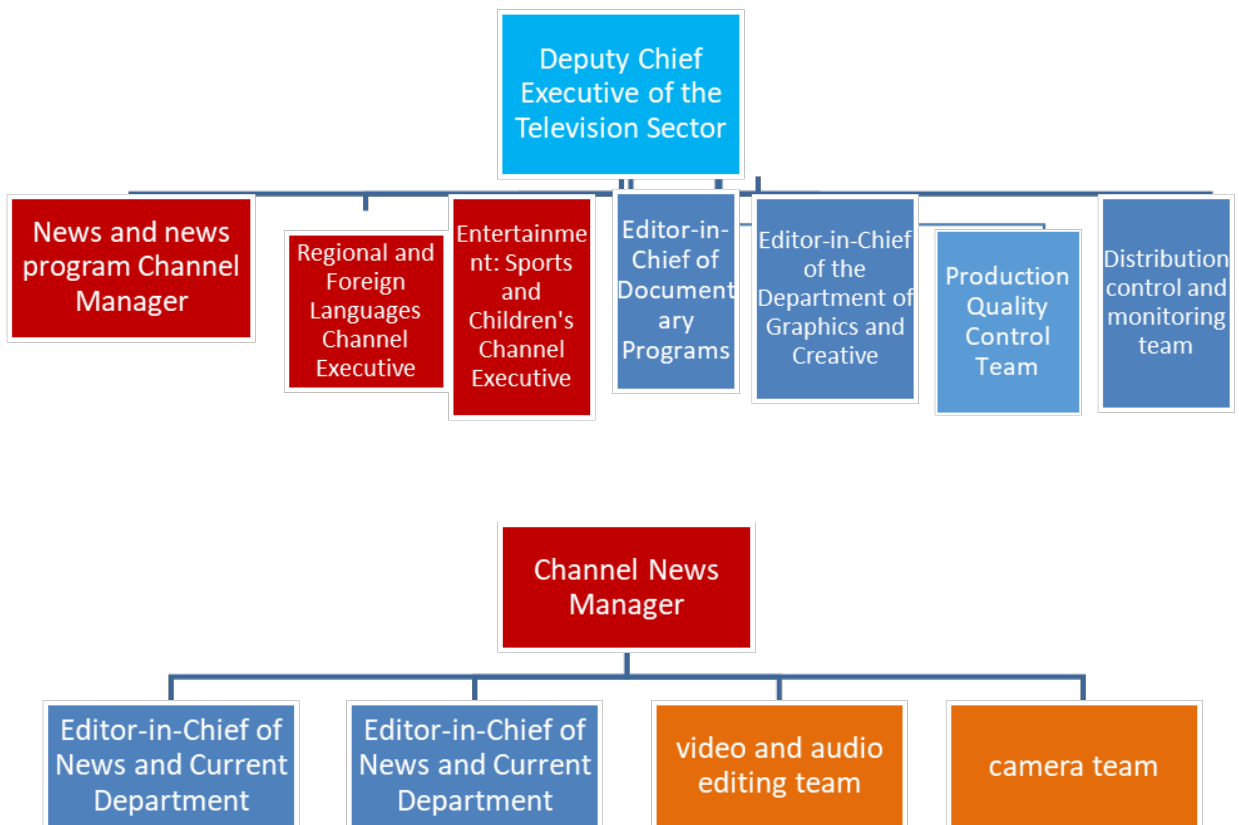 Deputy Chief
Executive of the
Television Sector
News and news
program Channel
Manager
Regional and
Foreign
Languages
Channel
Executive
Entertainme
nt: Sports
and
Children's
Channel
Executive
Editor-in-
Chief of
Document
ary
Programs
Editor-in-Chief
of the
Department of
Graphics and
Creative
Production
Quality
Control
Team
Distribution
control and
monitoring
team
Channel News
Manager
Editor-in-Chief of
News and Current
Department
Editor-in-Chief of
News and Current
Department
video and audio
editing team
camera team